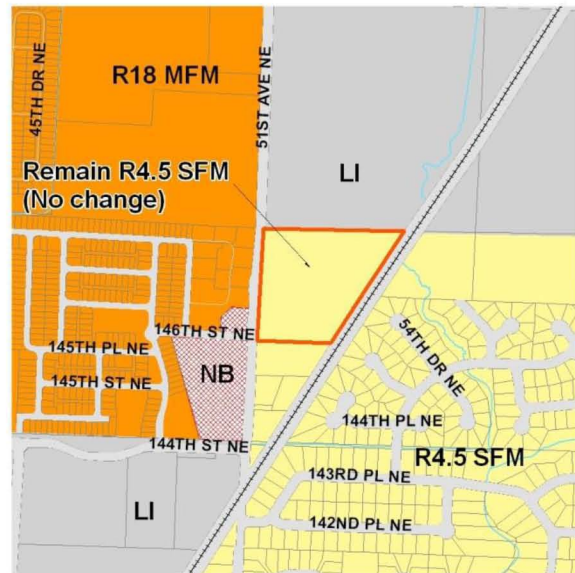 R18 MFM
45TH DR NE
51ST AVE NE
LI
Remain R4.5 SFM
(No change)
146TH ST NE
145TH PL NE
NB
145TH ST NE
54TH DR NE
144TH PL NE
144TH ST NE
R4.5 SFM
143RD PL NE
LI
142ND PL NE